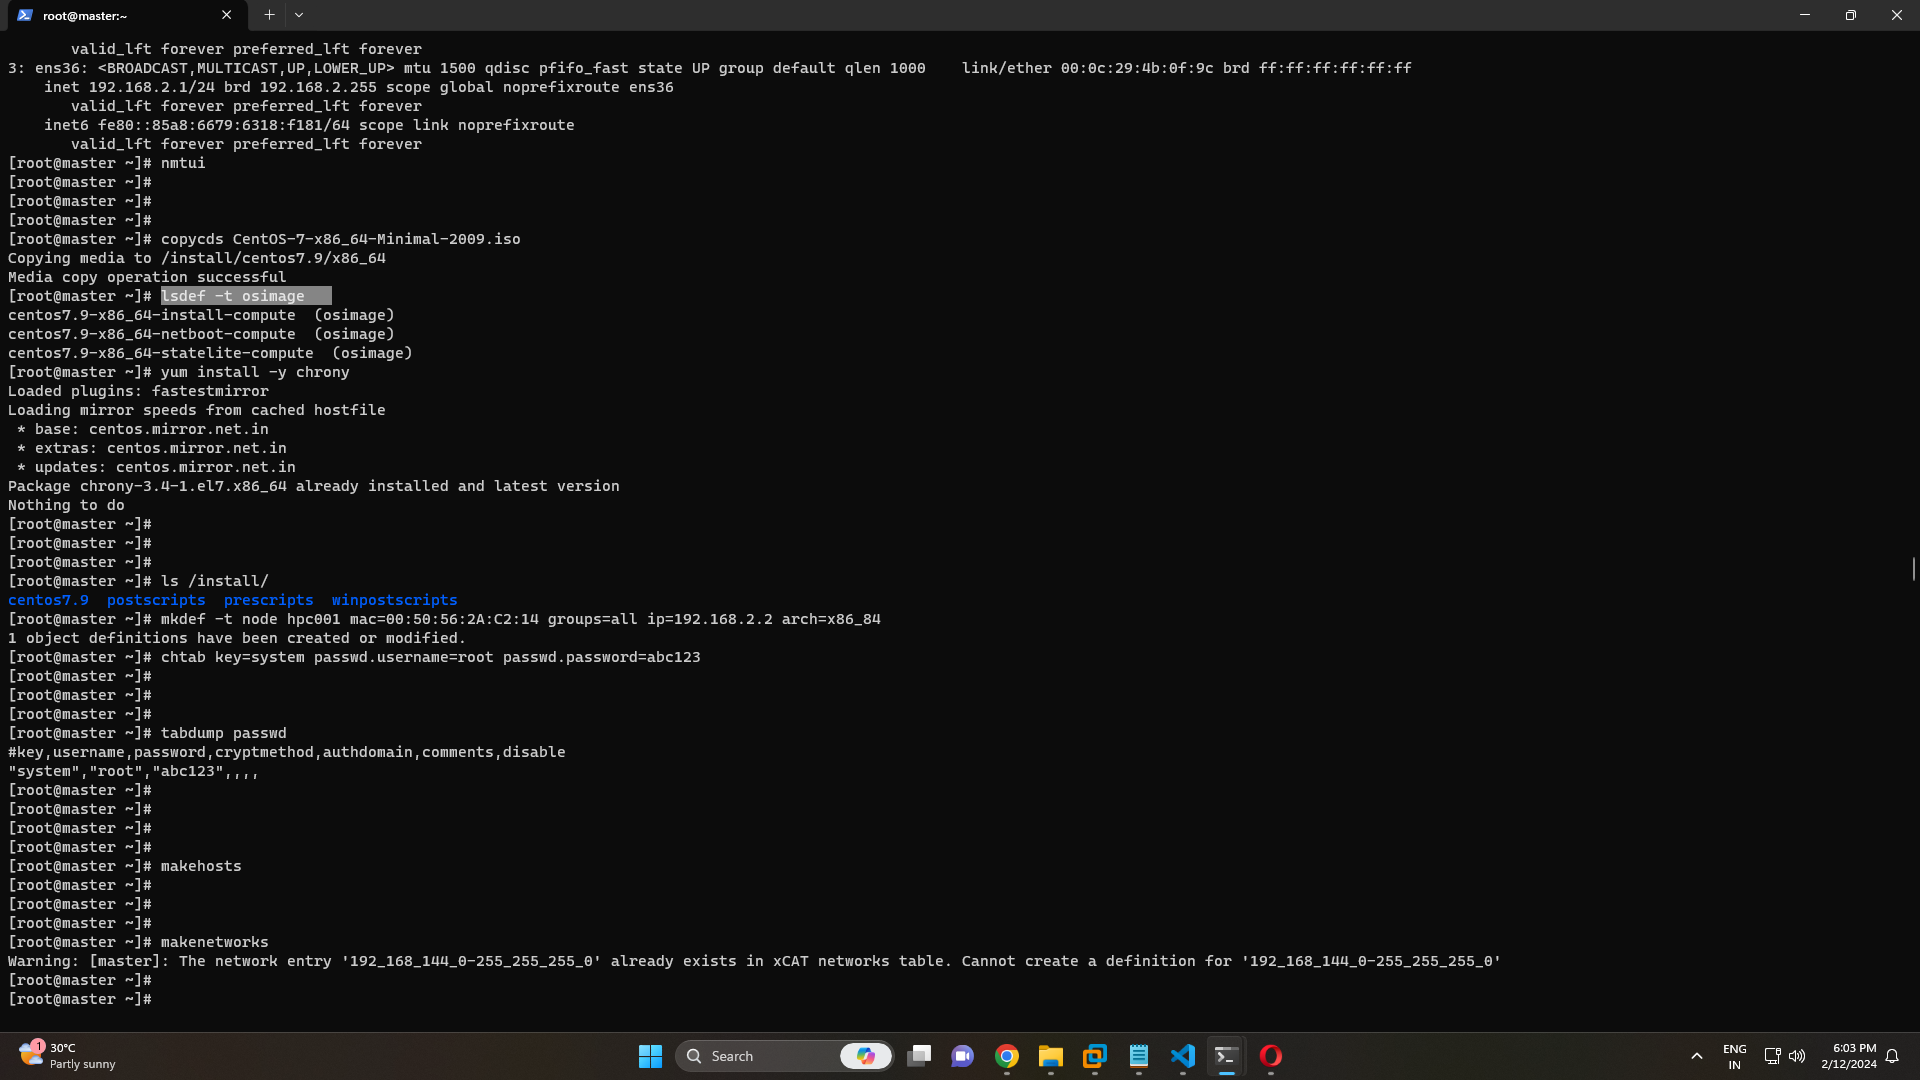 root@master:~
        valid_lft forever preferred_lft forever
3: ens36: <BROADCAST,MULTICAST,UP,LOWER_UP> mtu 1500 qdisc pfifo_fast state UP group default qlen 1000    link/ether 00:0c:29:4b:0f:9c brd ff:ff:ff:ff:ff:ff
    inet 192.168.2.1/24 brd 192.168.2.255 scope global noprefixroute ens36
       valid_lft forever preferred_lft forever
    inet6 fe80::85a8:6679:6318:f181/64 scope link noprefixroute
       valid_lft forever preferred_lft forever
[root@master ~]# nmtui
[root@master ~]#
[root@master ~]#
[root@master ~]#
[root@master ~]# copycds CentOS-7-x86_64-Minimal-2009.iso
Copying media to /install/centos7.9/x86_64
Media copy operation successful
[root@master ~]# lsdef -t osimage
centos7.9-x86_64-install-compute  (osimage)
centos7.9-x86_64-netboot-compute  (osimage)
centos7.9-x86_64-statelite-compute  (osimage)
[root@master ~]# yum install -y chrony
Loaded plugins: fastestmirror
Loading mirror speeds from cached hostfile
 * base: centos.mirror.net.in
 * extras: centos.mirror.net.in
 * updates: centos.mirror.net.in
Package chrony-3.4-1.el7.x86_64 already installed and latest version
Nothing to do
[root@master ~]#
[root@master ~]#
[root@master ~]#
[root@master ~]# ls /install/
centos7.9  postscripts  prescripts  winpostscripts
[root@master ~]# mkdef -t node hpc001 mac=00:50:56:2A:C2:14 groups=all ip=192.168.2.2 arch=x86_84
1 object definitions have been created or modified.
[root@master ~]# chtab key=system passwd.username=root passwd.password=abc123
[root@master ~]#
[root@master ~]#
[root@master ~]#
[root@master ~]# tabdump passwd
#key,username,password,cryptmethod,authdomain,comments,disable
"system","root","abc123",,,,
[root@master ~]#
[root@master ~]#
[root@master ~]#
[root@master ~]#
[root@master ~]# makehosts
[root@master ~]#
[root@master ~]#
[root@master ~]#
[root@master ~]# makenetworks
Warning: [master]: The network entry '192_168_144_0-255_255_255_0' already exists in xCAT networks table. Cannot create a definition for '192_168_144_0-255_255_255_0'
[root@master ~]#
[root@master ~]#
1
30°C
Partly sunny
Search
ENG
IN
6:03 PM
2/12/2024